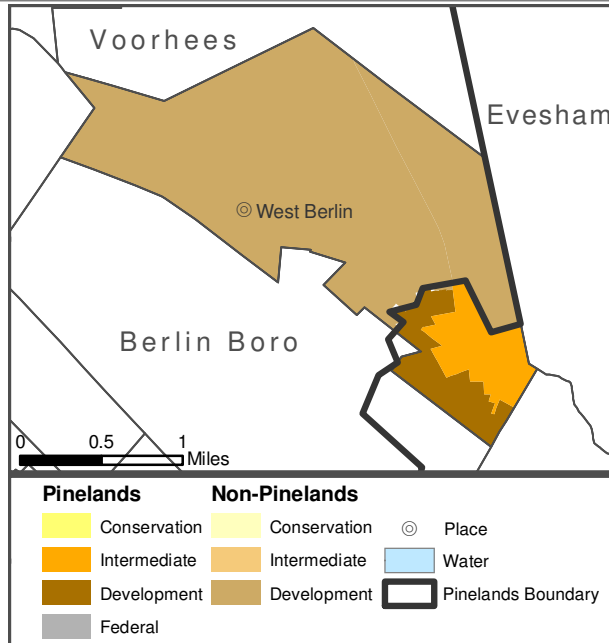 Voorhees
Evesham
West Berlin
Berlin Boro
0 0.5 1
Miles
Pinelands Non-Pinelands
Conservation Conservation Place
Intermediate Intermediate Water
Development Development Pinelands Boundary
Federal